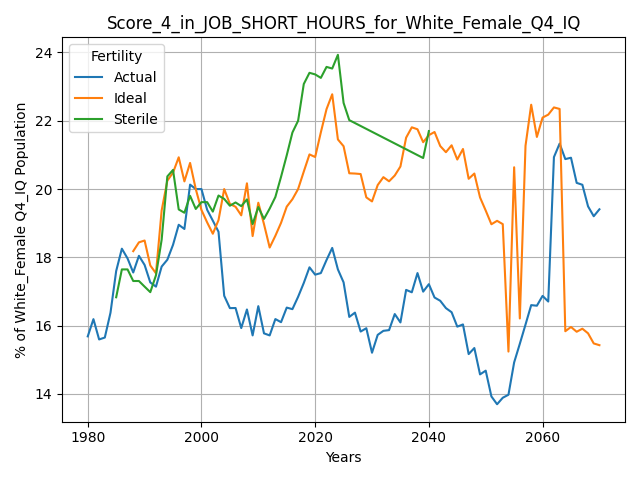 Score_4_in_JOB_SHORT_HOURS_for_White_Female_Q4_IQ
Fertility
Actual
Ideal
Sterile
% of White_Female Q4_IQ Population
24
22
20
18
16
14
1980
2000
2020
2040
2060
Years